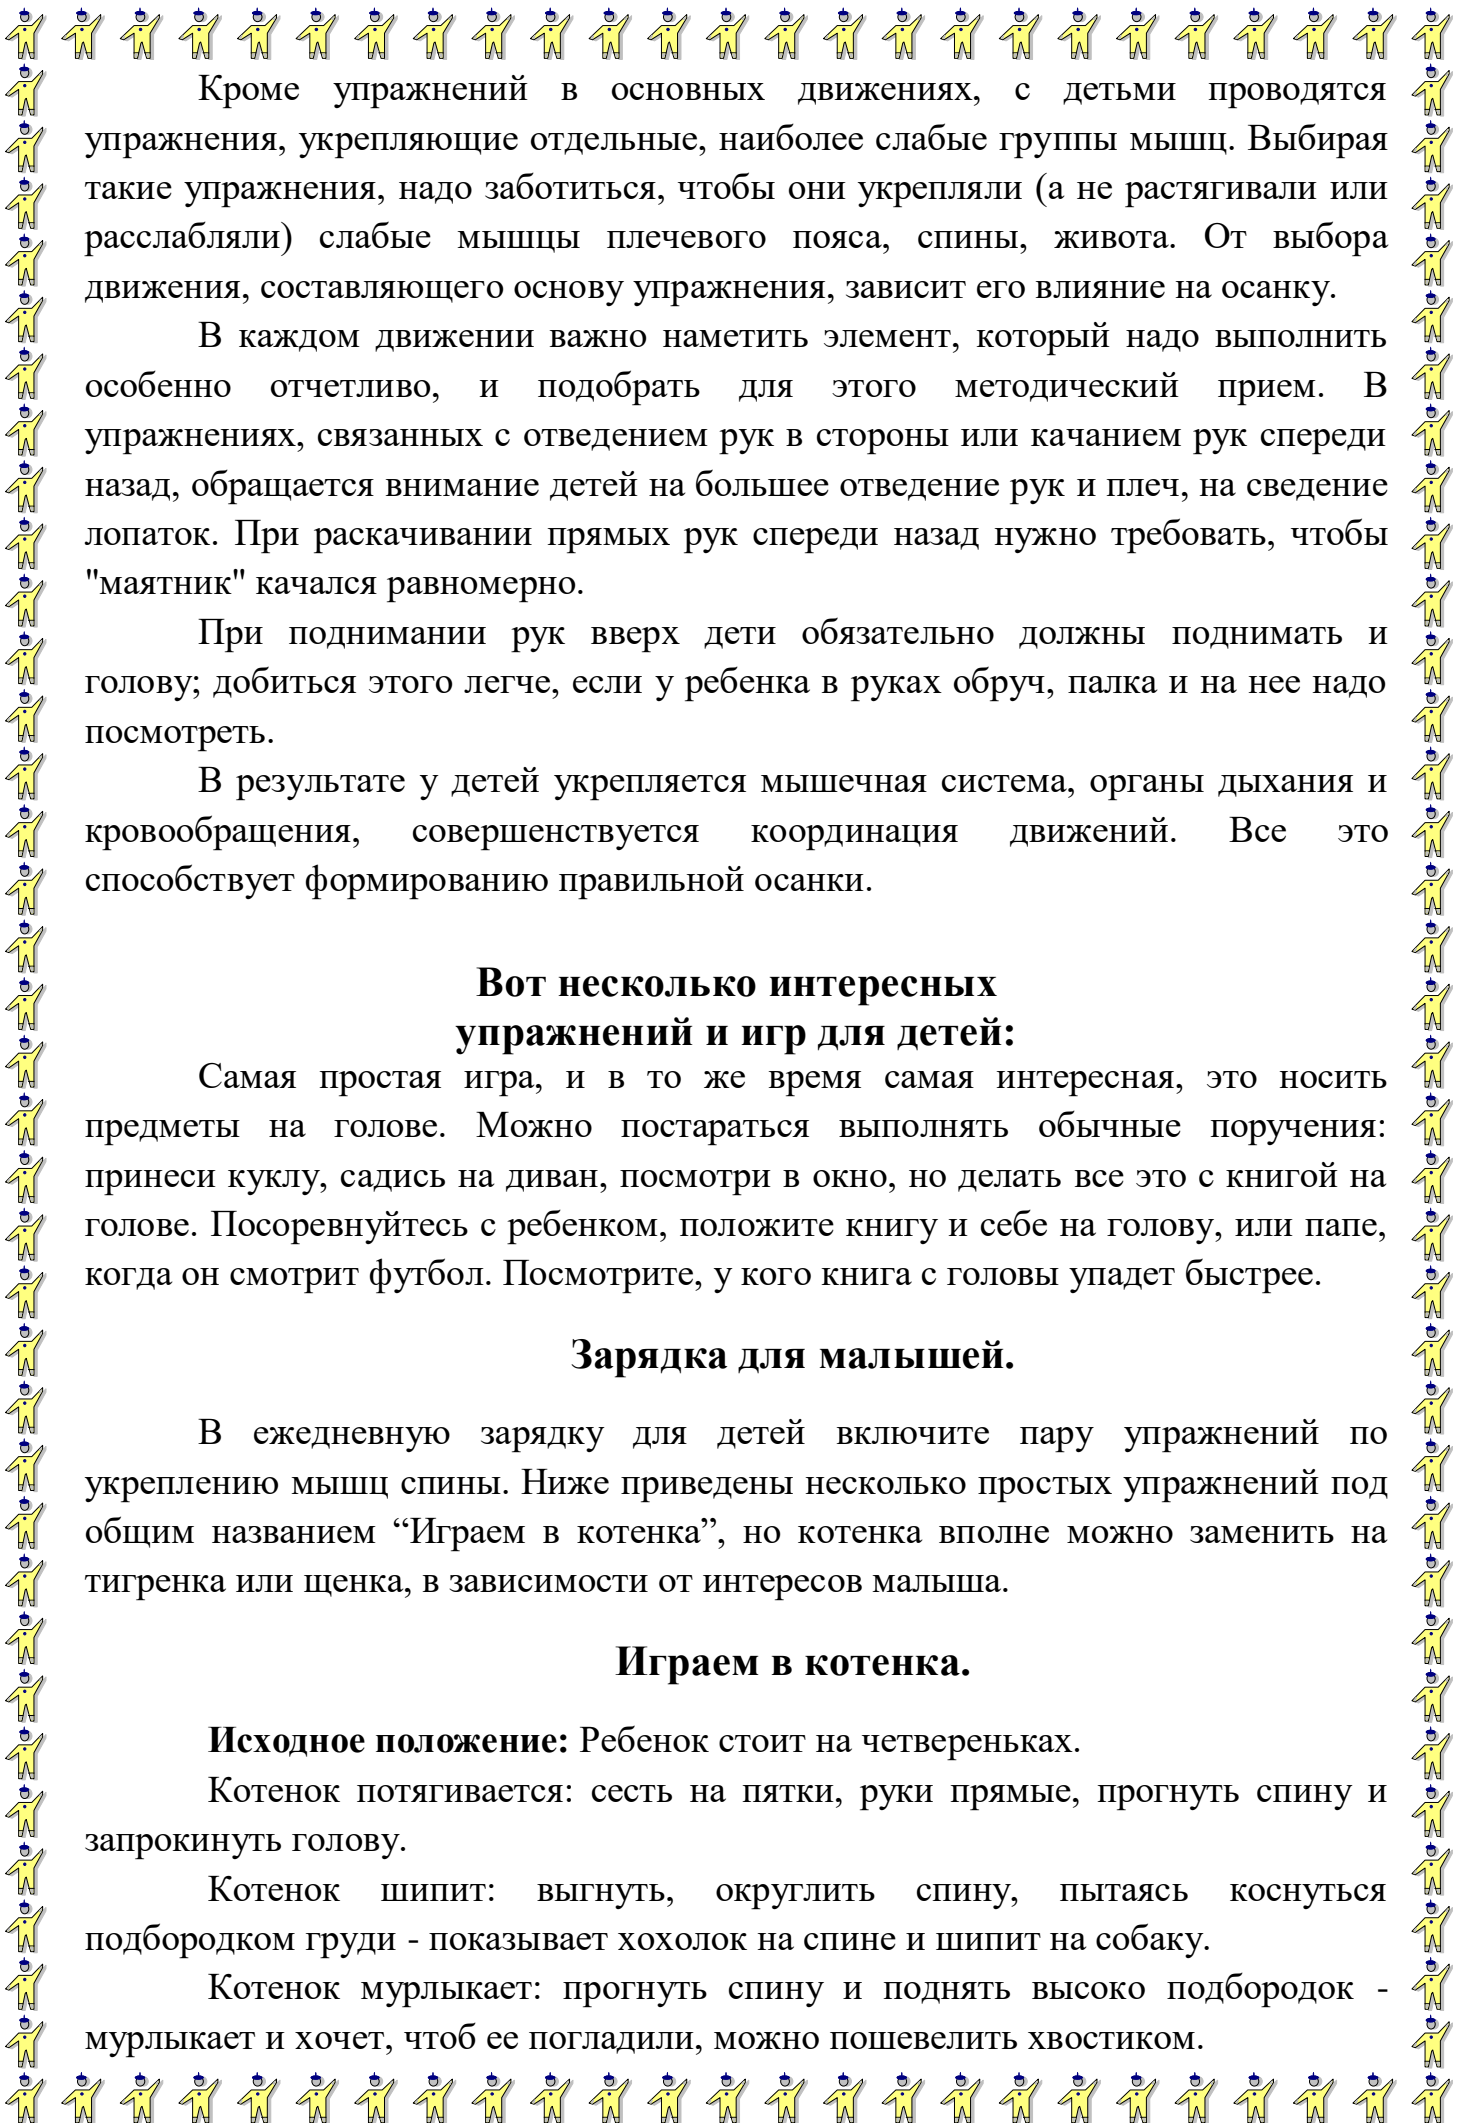 Кроме упражнений в основных движениях, с детьми проводятся
упражнения, укрепляющие отдельные, наиболее слабые группы мышц. Выбирая
такие упражнения, надо заботиться, чтобы они укрепляли (а не растягивали или
расслабляли) слабые мышцы плечевого пояса, спины, живота. От выбора
движения, составляющего основу упражнения, зависит его влияние на осанку.
В каждом движении важно наметить элемент, который надо выполнить
особенно отчетливо, и подобрать для этого методический прием. В
упражнениях, связанных с отведением рук в стороны или качанием рук спереди
назад, обращается внимание детей на большее отведение рук и плеч, на сведение
лопаток. При раскачивании прямых рук спереди назад нужно требовать, чтобы
"маятник" качался равномерно.
При поднимании рук вверх дети обязательно должны поднимать и
голову; добиться этого легче, если у ребенка в руках обруч, палка и на нее надо
посмотреть.
В результате у детей укрепляется мышечная система, органы дыхания и
кровообращения, совершенствуется координация движений. Все это
способствует формированию правильной осанки.
Вот несколько интересных
упражнений и игр для детей:
Самая простая игра, и в то же время самая интересная, это носить
предметы на голове. Можно постараться выполнять обычные поручения:
принеси куклу, садись на диван, посмотри в окно, но делать все это с книгой на
голове. Посоревнуйтесь с ребенком, положите книгу и себе на голову, или папе,
когда он смотрит футбол. Посмотрите, у кого книга с головы упадет быстрее.
Зарядка для малышей.
В ежедневную зарядку для детей включите пару упражнений по
укреплению мышц спины. Ниже приведены несколько простых упражнений под
общим названием “Играем в котенка”, но котенка вполне можно заменить на
тигренка или щенка, в зависимости от интересов малыша.
Играем в котенка.
Исходное положение: Ребенок стоит на четвереньках.
Котенок потягивается: сесть на пятки, руки прямые, прогнуть спину и
запрокинуть голову.
Котенок шипит: выгнуть, округлить спину, пытаясь коснуться
подбородком груди - показывает хохолок на спине и шипит на собаку.
Котенок мурлыкает: прогнуть спину и поднять высоко подбородок -
мурлыкает и хочет, чтоб ее погладили, можно пошевелить хвостиком.